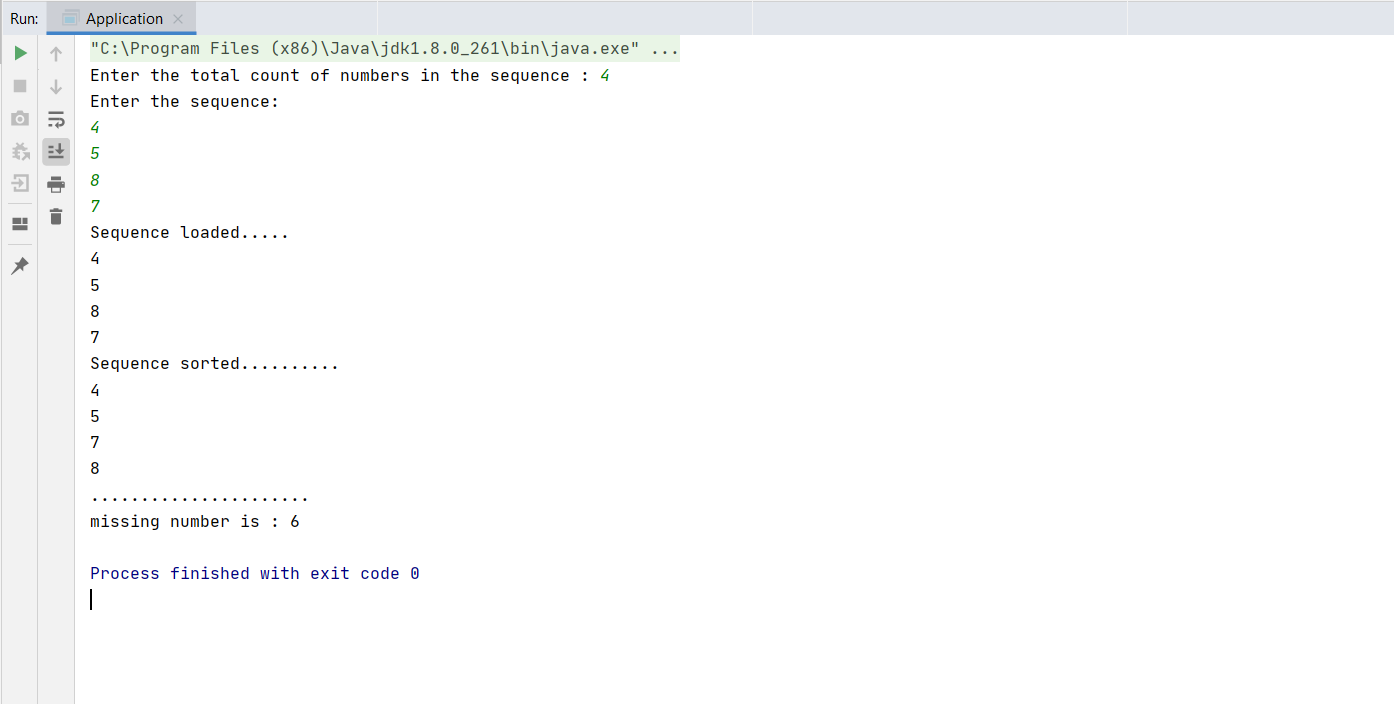 Run: Application
"C:\Program Files (x86)\Java\jdk1.8.0_261\bin\java.exe" ...
Enter the total count of numbers in the sequence : 4
Enter the sequence:
4
5
8
7
Sequence loaded.....
4
5
8
7
Sequence sorted..........
4
5
7
8
......................
missing number is : 6
Process finished with exit code 0